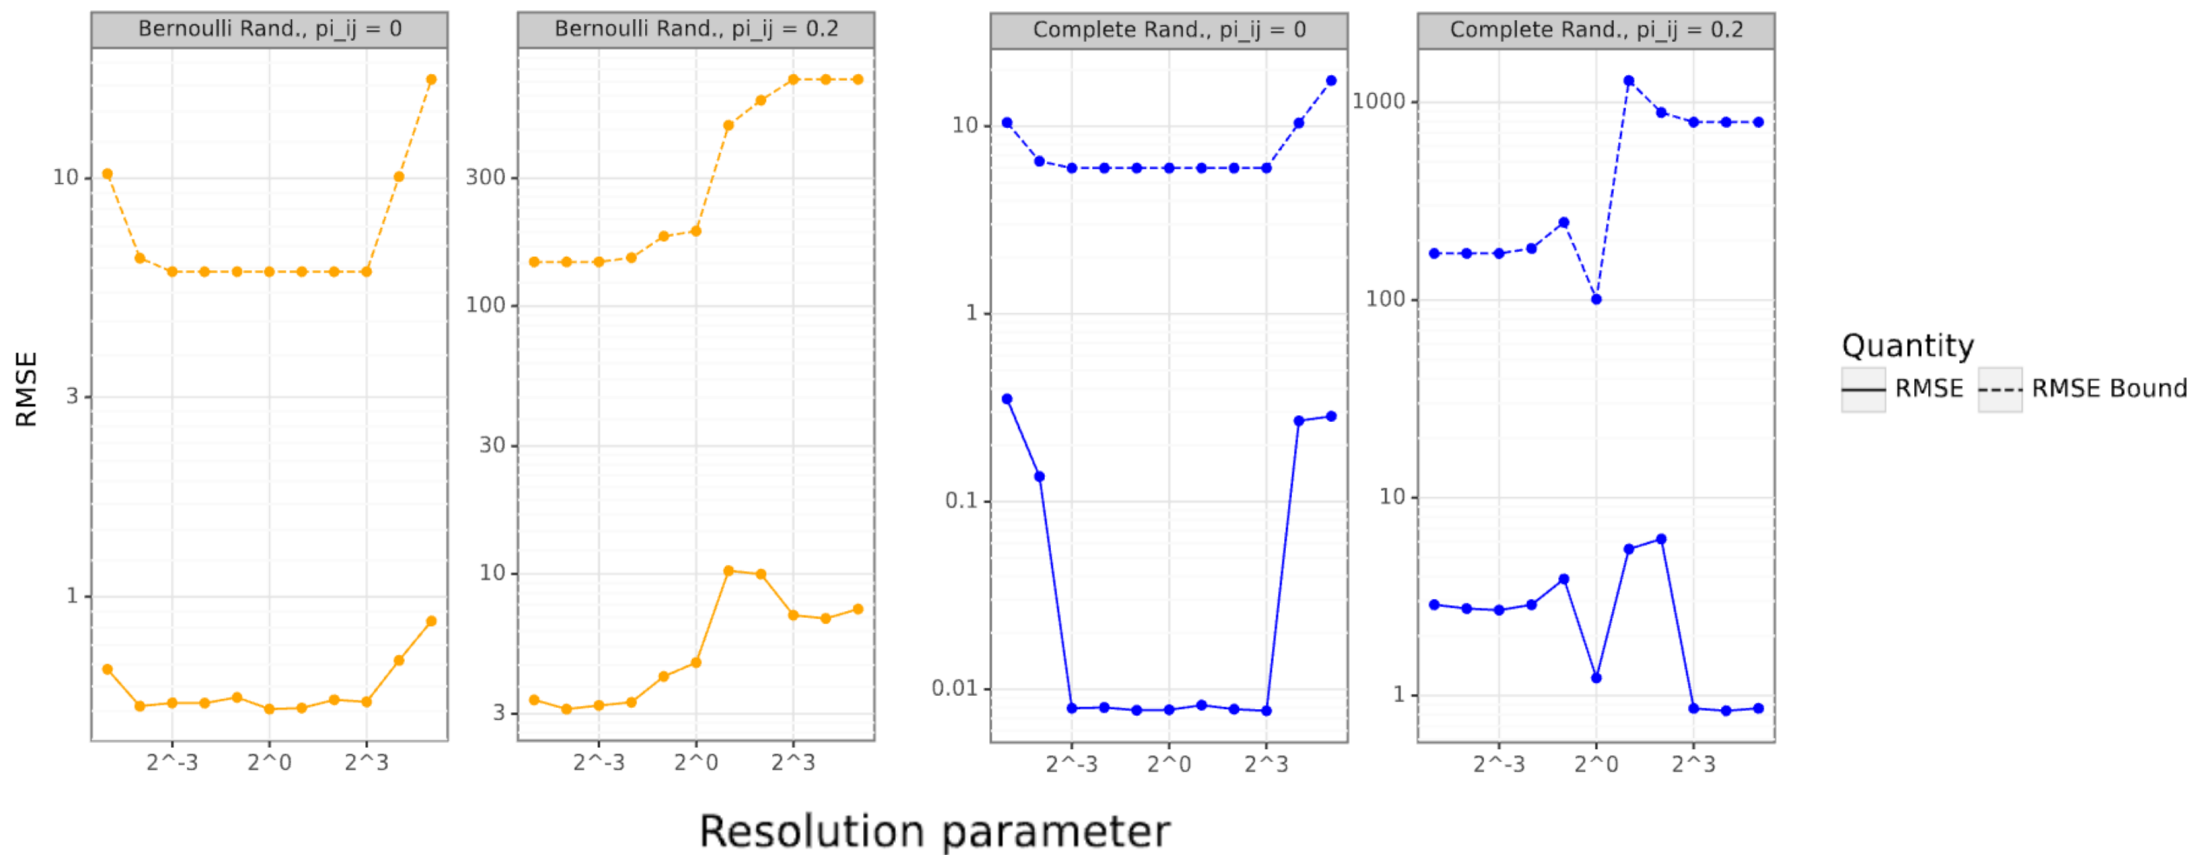 Bernoulli Rand., pi_ij = 0
Bernoulli Rand., pi_ij = 0.2
Complete Rand., pi_ij = 0
Complete Rand., pi_ij = 0.2
RMSE
10
3
1
300
100
30
10
3
10
1
0.1
0.01
1000
100
10
1
2^-3 2^0 2^3
2^-3 2^0 2^3
2^-3 2^0 2^3
2^-3 2^0 2^3
Resolution parameter
Quantity
RMSE RMSE Bound